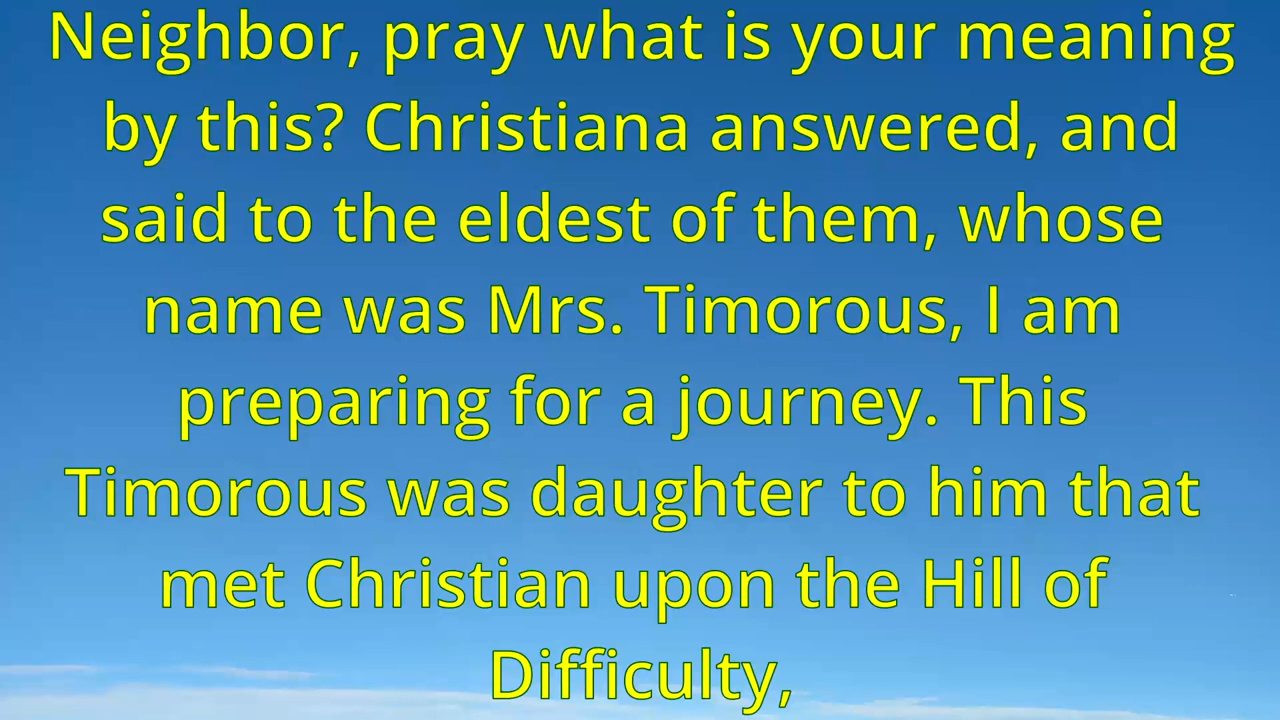 Neighbor, pray what is your meaning
by this? Christiana answered, and
said to the eldest of them, whose
name was Mrs. Timorous, I am
preparing for a journey. This
Timorous was daughter to him that
met Christian upon the Hill of
Difficulty,